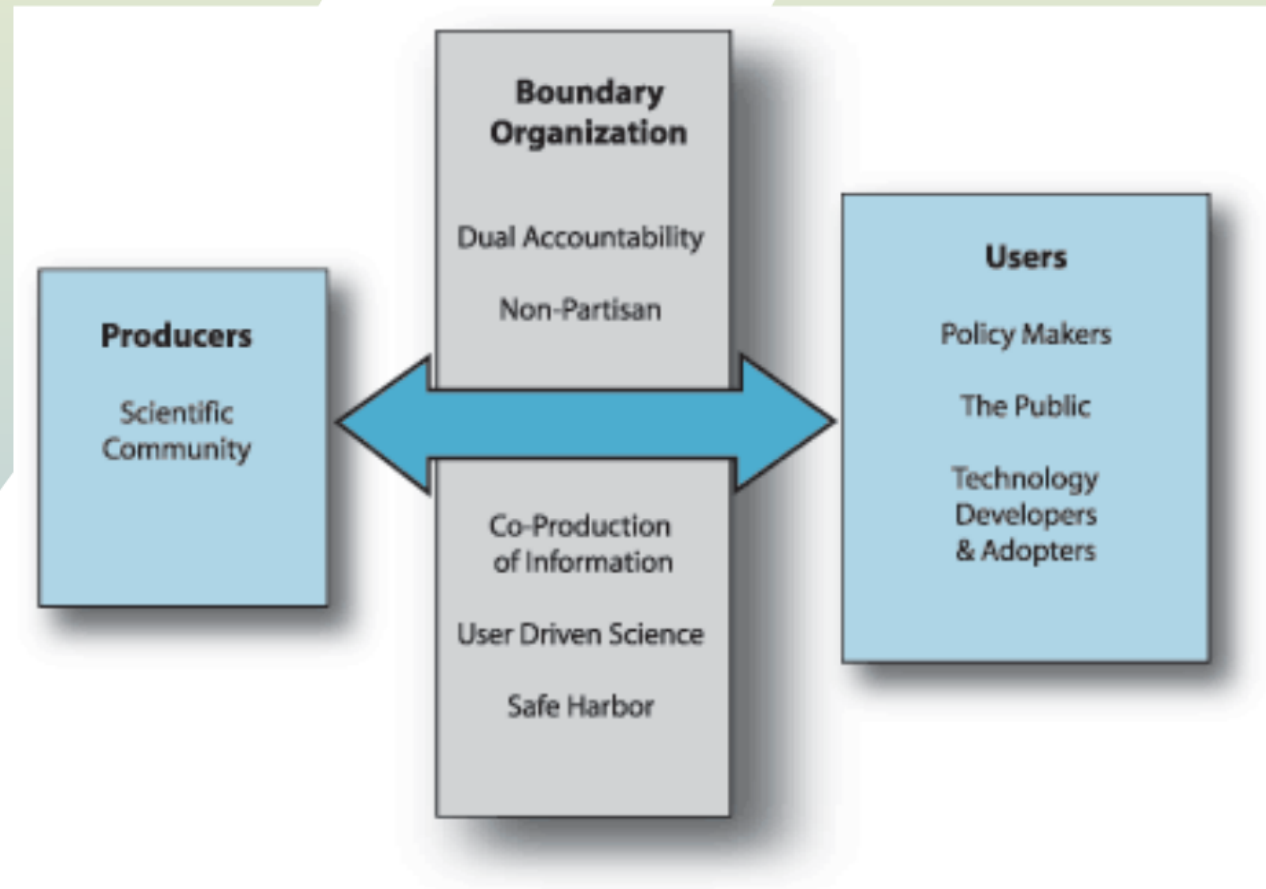 Producers
Scientific
Community
Boundary
Organization
Dual Accountability
Non-Partisan
Co-Production
of Information
User Driven Science
Safe Harbor
Users
Policy Makers
The Public
Technology
Developers
& Adopters